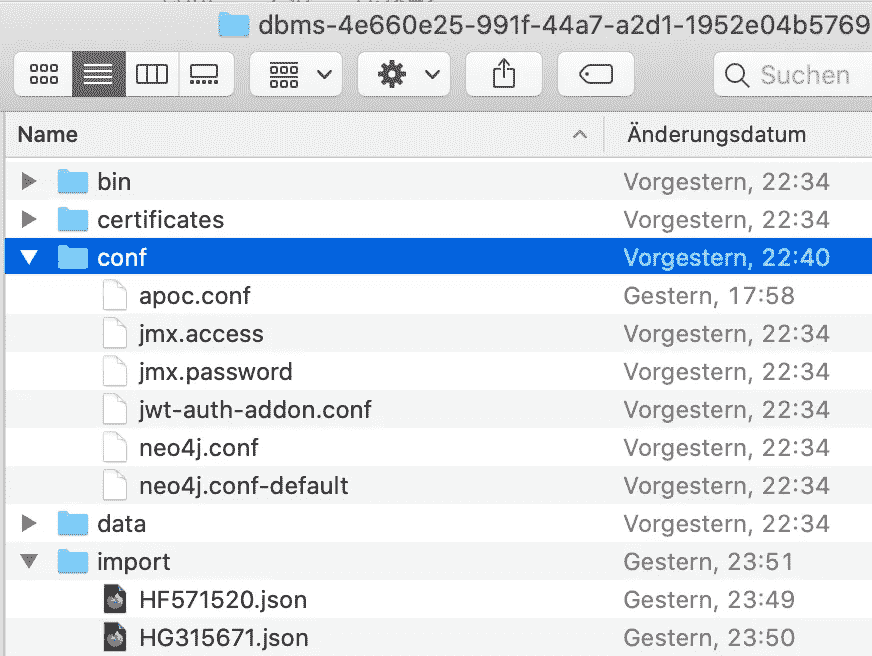 dbms-4e660e25-991f-44a7-a2d1-1952e04b5769
Suchen
Name Änderungsdatum
bin Vorgestern, 22:34
certificates Vorgestern, 22:34
conf Vorgestern, 22:40
apoc.conf Gestern, 17:58
jmx.access Vorgestern, 22:34
jmx.password Vorgestern, 22:34
jwt-auth-addon.conf Vorgestern, 22:34
neo4j.conf Vorgestern, 22:34
neo4j.conf-default Vorgestern, 22:34
data Vorgestern, 22:34
import Gestern, 23:51
HF571520.json Gestern, 23:49
HG315671.json Gestern, 23:50